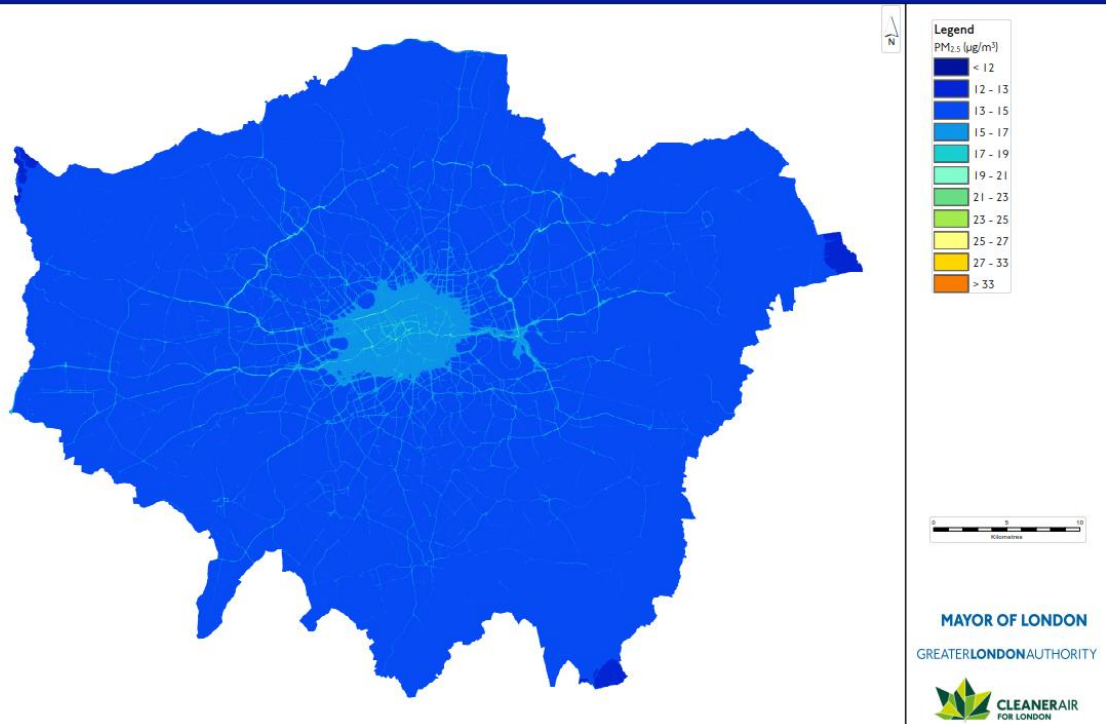 N
Legend
PM2.5 (µg/m³)
< 12
12 - 13
13 - 15
15 - 17
17 - 19
19 - 21
21 - 23
23 - 25
25 - 27
27 - 33
> 33
0 5 10
Kilometres
MAYOR OF LONDON
GREATERLONDONAUTHORITY
CLEANERAIR
FOR LONDON